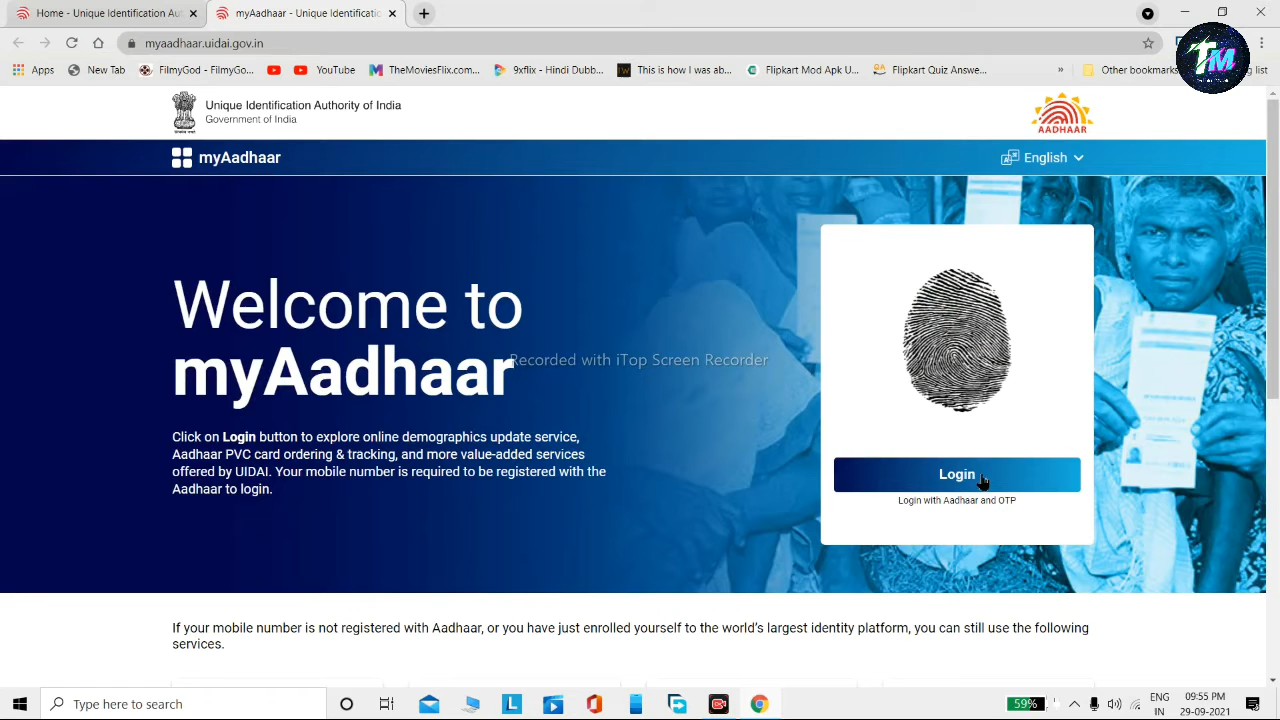 Home - Unique Identification Aut
myAadhaar - Unique Identificati
myaadhaar.uidai.gov.in
Apps
New Tab
FilmyGod - FilmyGo...
YouTube
TheMoviesFlix.com...
Bxflix - Hindi Dubb...
This is how I was ab...
Flipkart Mod Apk U...
Flipkart Quiz Answe...
»
Other bookmarks
ng list
TM
Unique Identification Authority of India
Government of India
AADHAAR
myAadhaar
English
Welcome to
myAadhaar
Recorded with iTop Screen Recorder
Click on Login button to explore online demographics update service,
Aadhaar PVC card ordering & tracking, and more value-added services
offered by UIDAI. Your mobile number is required to be registered with the
Aadhaar to login.
Login
Login with Aadhaar and OTP
If your mobile number is not registered with Aadhaar, or you have just enrolled yourself to the world's largest identity platform, you can still use the following
services.
Type here to search
59%
ENG
IN
09:55 PM
29-09-2021